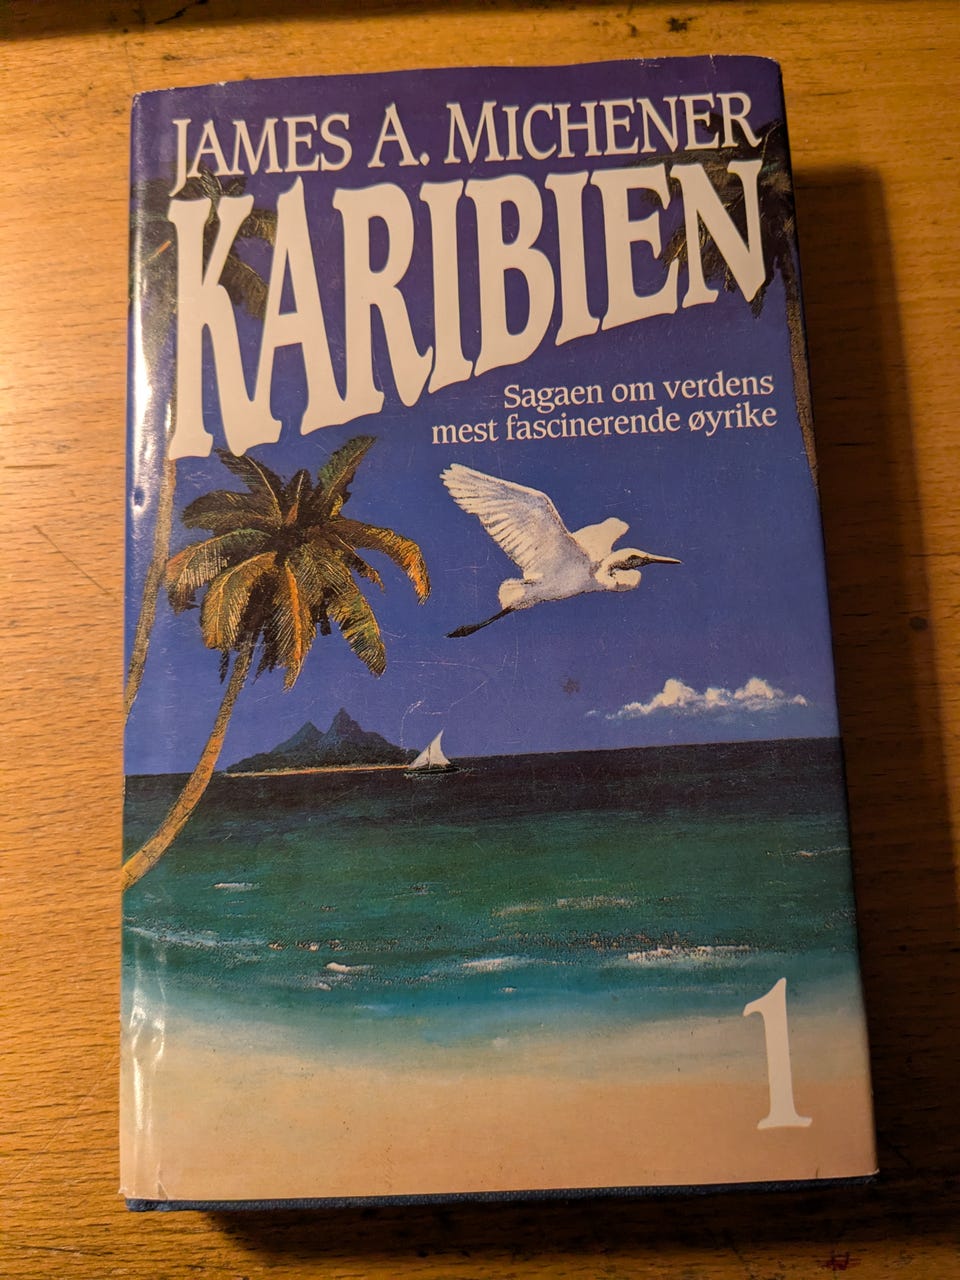 JAMES A. MICHENER
KARIBIEN
Sagaen om verdens
mest fascinerende øyrike
1